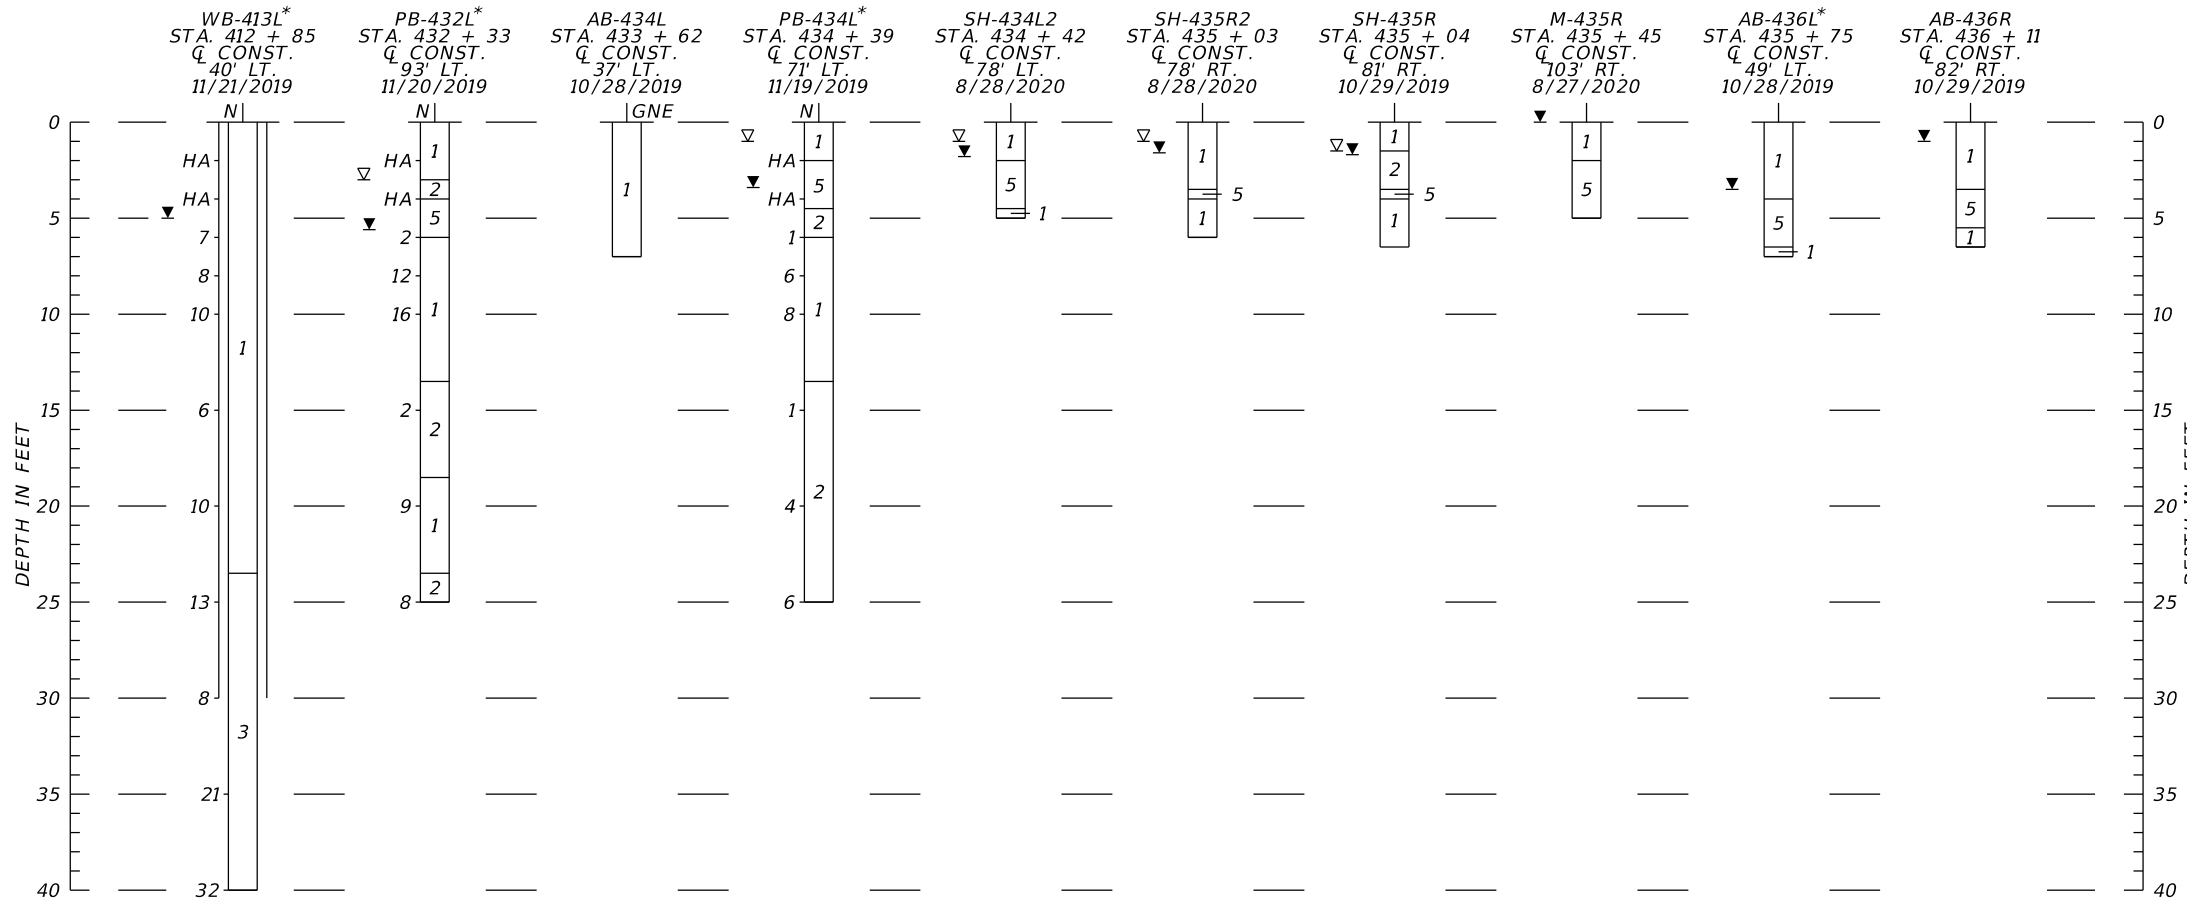 WB-413L* PB-432L* AB-434L PB-434L* SH-434L2 SH-435R2 SH-435R M-435R AB-436L* AB-436R
STA. 412 + 85 STA. 432 + 33 STA. 433 + 62 STA. 434 + 39 STA. 434 + 42 STA. 435 + 03 STA. 435 + 04 STA. 435 + 45 STA. 435 + 75 STA. 436 + 11
℄ CONST. ℄ CONST. ℄ CONST. ℄ CONST. ℄ CONST. ℄ CONST. ℄ CONST. ℄ CONST. ℄ CONST. ℄ CONST.
40' LT. 93' LT. 37' LT. 71' LT. 78' LT. 78' RT. 81' RT. 103' RT. 49' LT. 82' RT.
11/21/2019 11/20/2019 10/28/2019 11/19/2019 8/28/2020 8/28/2020 10/29/2019 8/27/2020 10/28/2019 10/29/2019
N N GNE N
0 0
1 1 1
1 1 1
HA 1 HA HA 1 1 1
2
2 1 5 5 5 5
5 5
HA HA HA
5 5 5 2 1 1 1 5 5 5
7 2 1 1
1
8 12 6
10 10 1 16 1 8 10
1
15 6 2 1 15
2
2
20 10 9 4 20
1
DEPTH IN FEET
2
25 13 8 6 25
30 8 30
3
35 21 35
40 32 40